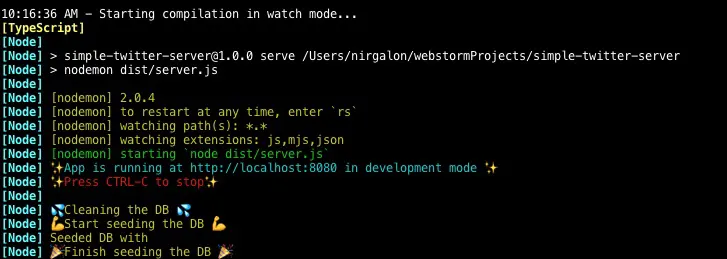 10:16:36 AM - Starting compilation in watch mode...
[TypeScript]
[Node]
[Node] > simple-twitter-server@1.0.0 serve /Users/nirgalon/webstormProjects/simple-twitter-server
[Node] > nodemon dist/server.js
[Node]
[Node] [nodemon] 2.0.4
[Node] [nodemon] to restart at any time, enter `rs`
[Node] [nodemon] watching path(s): *.*
[Node] [nodemon] watching extensions: js,mjs,json
[Node] [nodemon] starting `node dist/server.js`
[Node] ✨App is running at http://localhost:8080 in development mode ✨
[Node] ✨Press CTRL-C to stop✨
[Node]
[Node] 💦Cleaning the DB 💦
[Node] 💪Start seeding the DB 💪
[Node] Seeded DB with
[Node] 🎉Finish seeding the DB 🎉